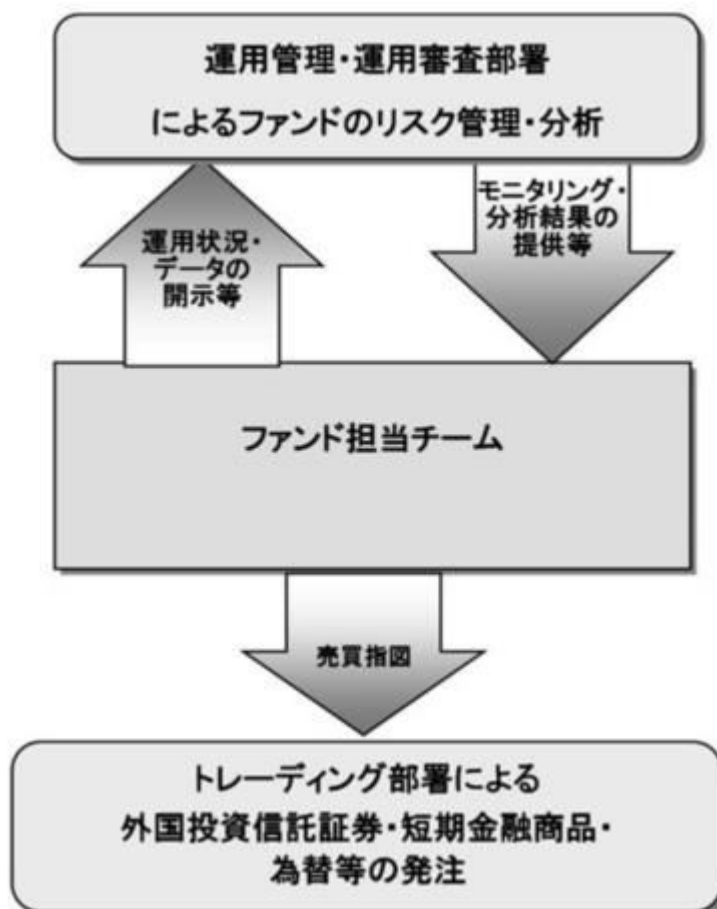 運用管理・運用審査部署
によるファンドのリスク管理・分析
運用状況・
データの
開示等
モニタリング・
分析結果の
提供等
ファンド担当チーム
売買指図
トレーディング部署による
外国投資信託証券・短期金融商品・
為替等の発注